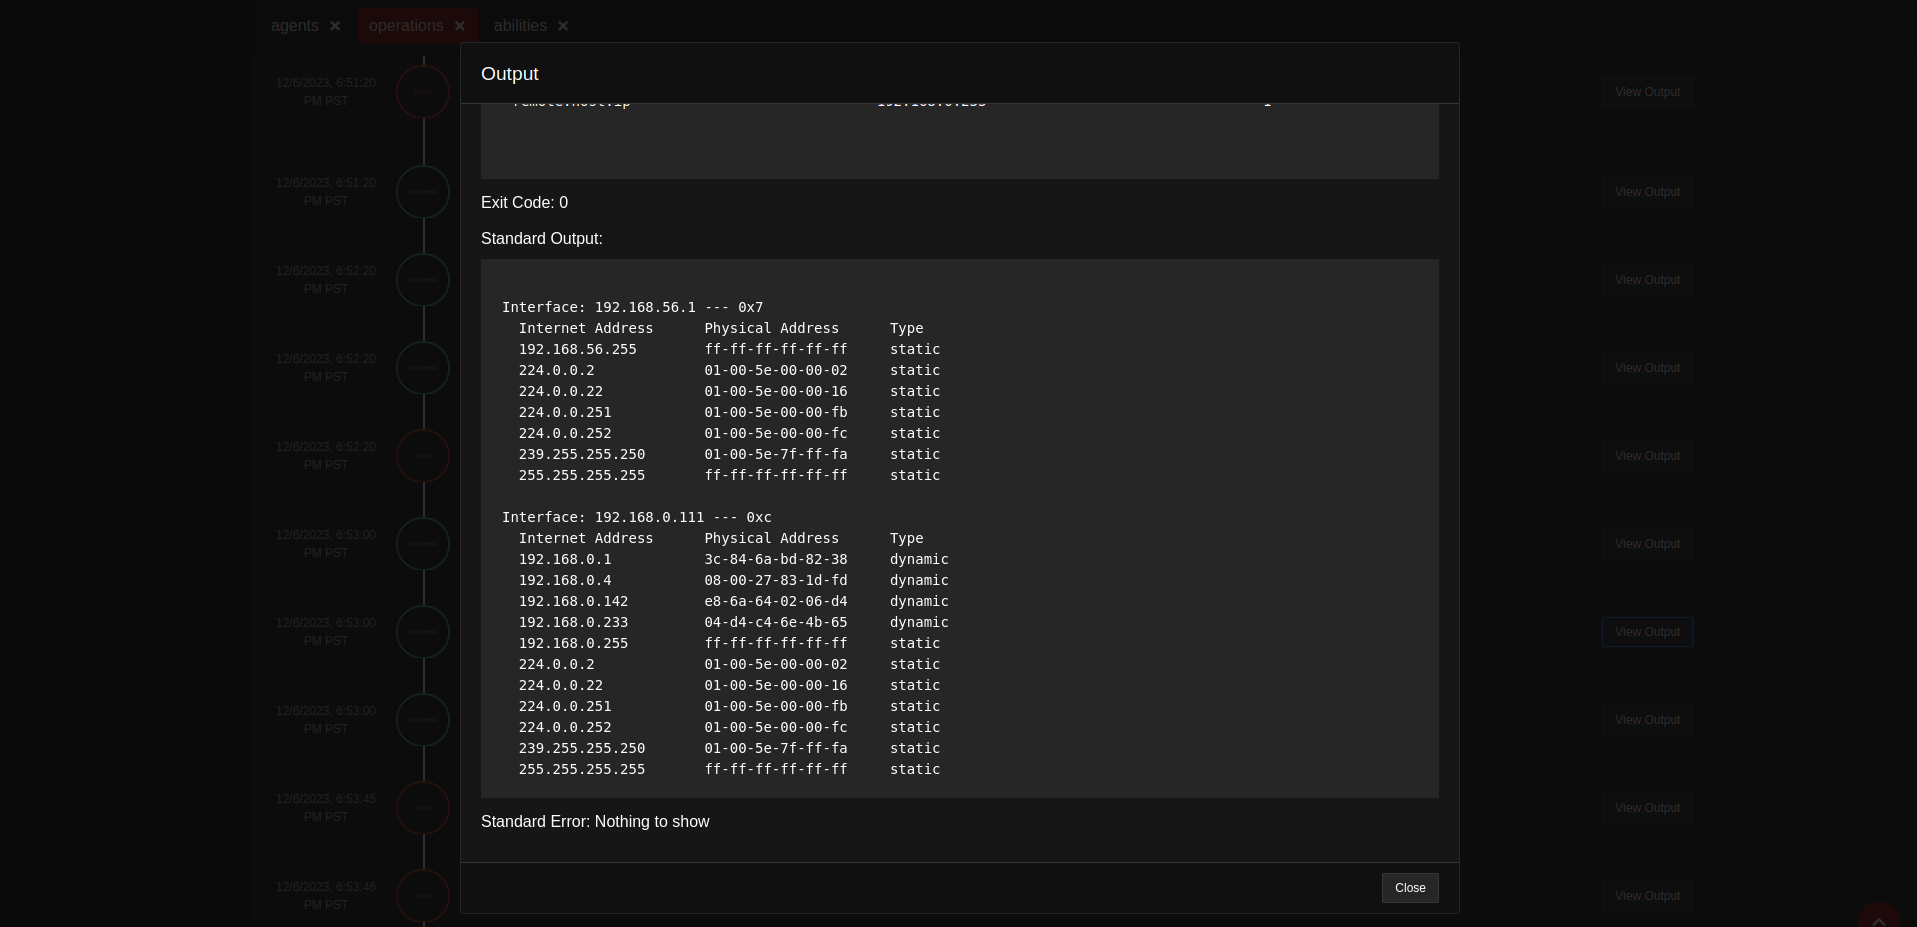 agents ✕ operations ✕ abilities ✕
Output
remote.host.ip 192.168.0.233 1
Exit Code: 0
Standard Output:
Interface: 192.168.56.1 --- 0x7
Internet Address Physical Address Type
192.168.56.255 ff-ff-ff-ff-ff-ff static
224.0.0.2 01-00-5e-00-00-02 static
224.0.0.22 01-00-5e-00-00-16 static
224.0.0.251 01-00-5e-00-00-fb static
224.0.0.252 01-00-5e-00-00-fc static
239.255.255.250 01-00-5e-7f-ff-fa static
255.255.255.255 ff-ff-ff-ff-ff-ff static
Interface: 192.168.0.111 --- 0xc
Internet Address Physical Address Type
192.168.0.1 3c-84-6a-bd-82-38 dynamic
192.168.0.4 08-00-27-83-1d-fd dynamic
192.168.0.142 e8-6a-64-02-06-d4 dynamic
192.168.0.233 04-d4-c4-6e-4b-65 dynamic
192.168.0.255 ff-ff-ff-ff-ff-ff static
224.0.0.2 01-00-5e-00-00-02 static
224.0.0.22 01-00-5e-00-00-16 static
224.0.0.251 01-00-5e-00-00-fb static
224.0.0.252 01-00-5e-00-00-fc static
239.255.255.250 01-00-5e-7f-ff-fa static
255.255.255.255 ff-ff-ff-ff-ff-ff static
Standard Error: Nothing to show
Close
12/6/2023, 6:51:20
PM PST
View Output
12/6/2023, 6:51:20
PM PST
View Output
12/6/2023, 6:52:20
PM PST
View Output
12/6/2023, 6:52:20
PM PST
View Output
12/6/2023, 6:52:20
PM PST
View Output
12/6/2023, 6:53:00
PM PST
View Output
12/6/2023, 6:53:00
PM PST
View Output
12/6/2023, 6:53:00
PM PST
View Output
12/6/2023, 6:53:45
PM PST
View Output
12/6/2023, 6:53:46
PM PST
View Output